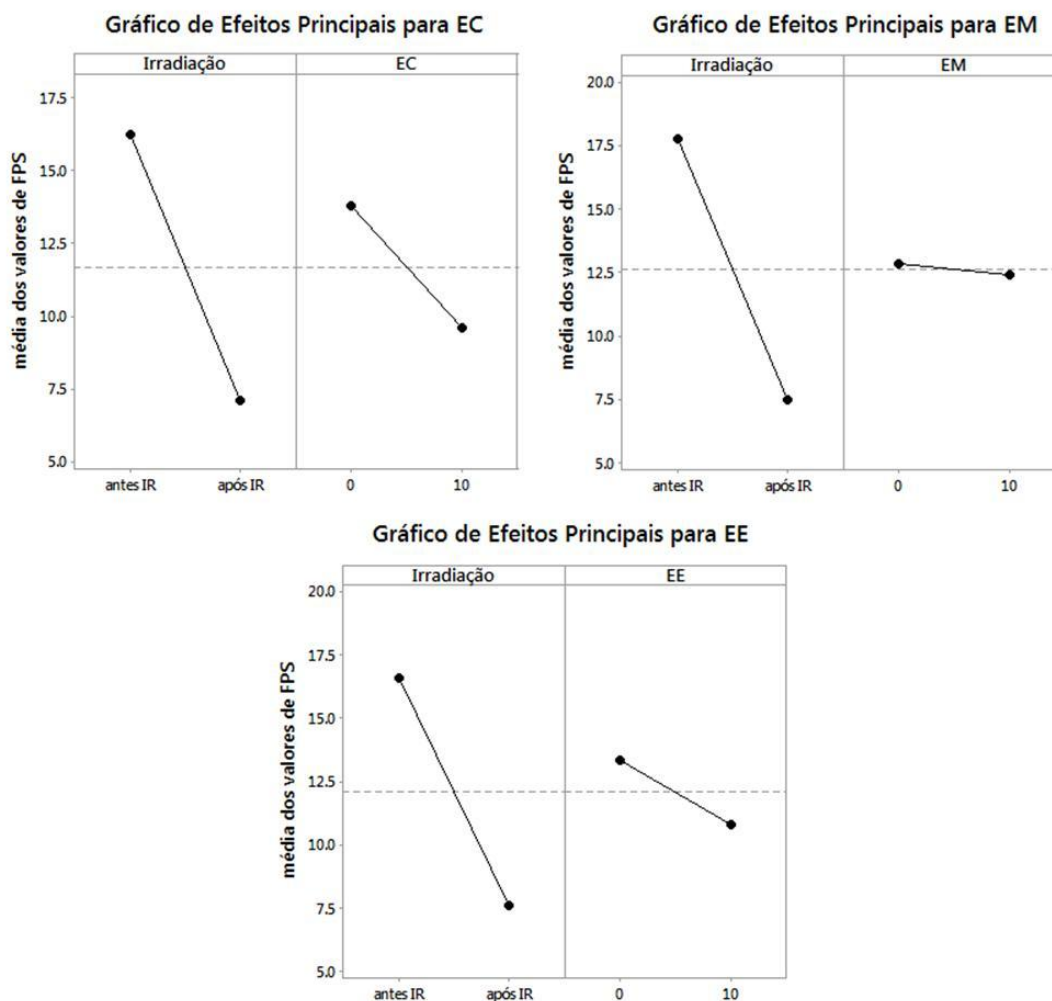 Gráfico de Efeitos Principais para EC
Irradiação EC
média dos valores de FPS
17.5
15.0
12.5
10.0
7.5
5.0
antes IR após IR 0 10
Gráfico de Efeitos Principais para EM
Irradiação EM
média dos valores de FPS
20.0
17.5
15.0
12.5
10.0
7.5
5.0
antes IR após IR 0 10
Gráfico de Efeitos Principais para EE
Irradiação EE
média dos valores de FPS
20.0
17.5
15.0
12.5
10.0
7.5
5.0
antes IR após IR 0 10